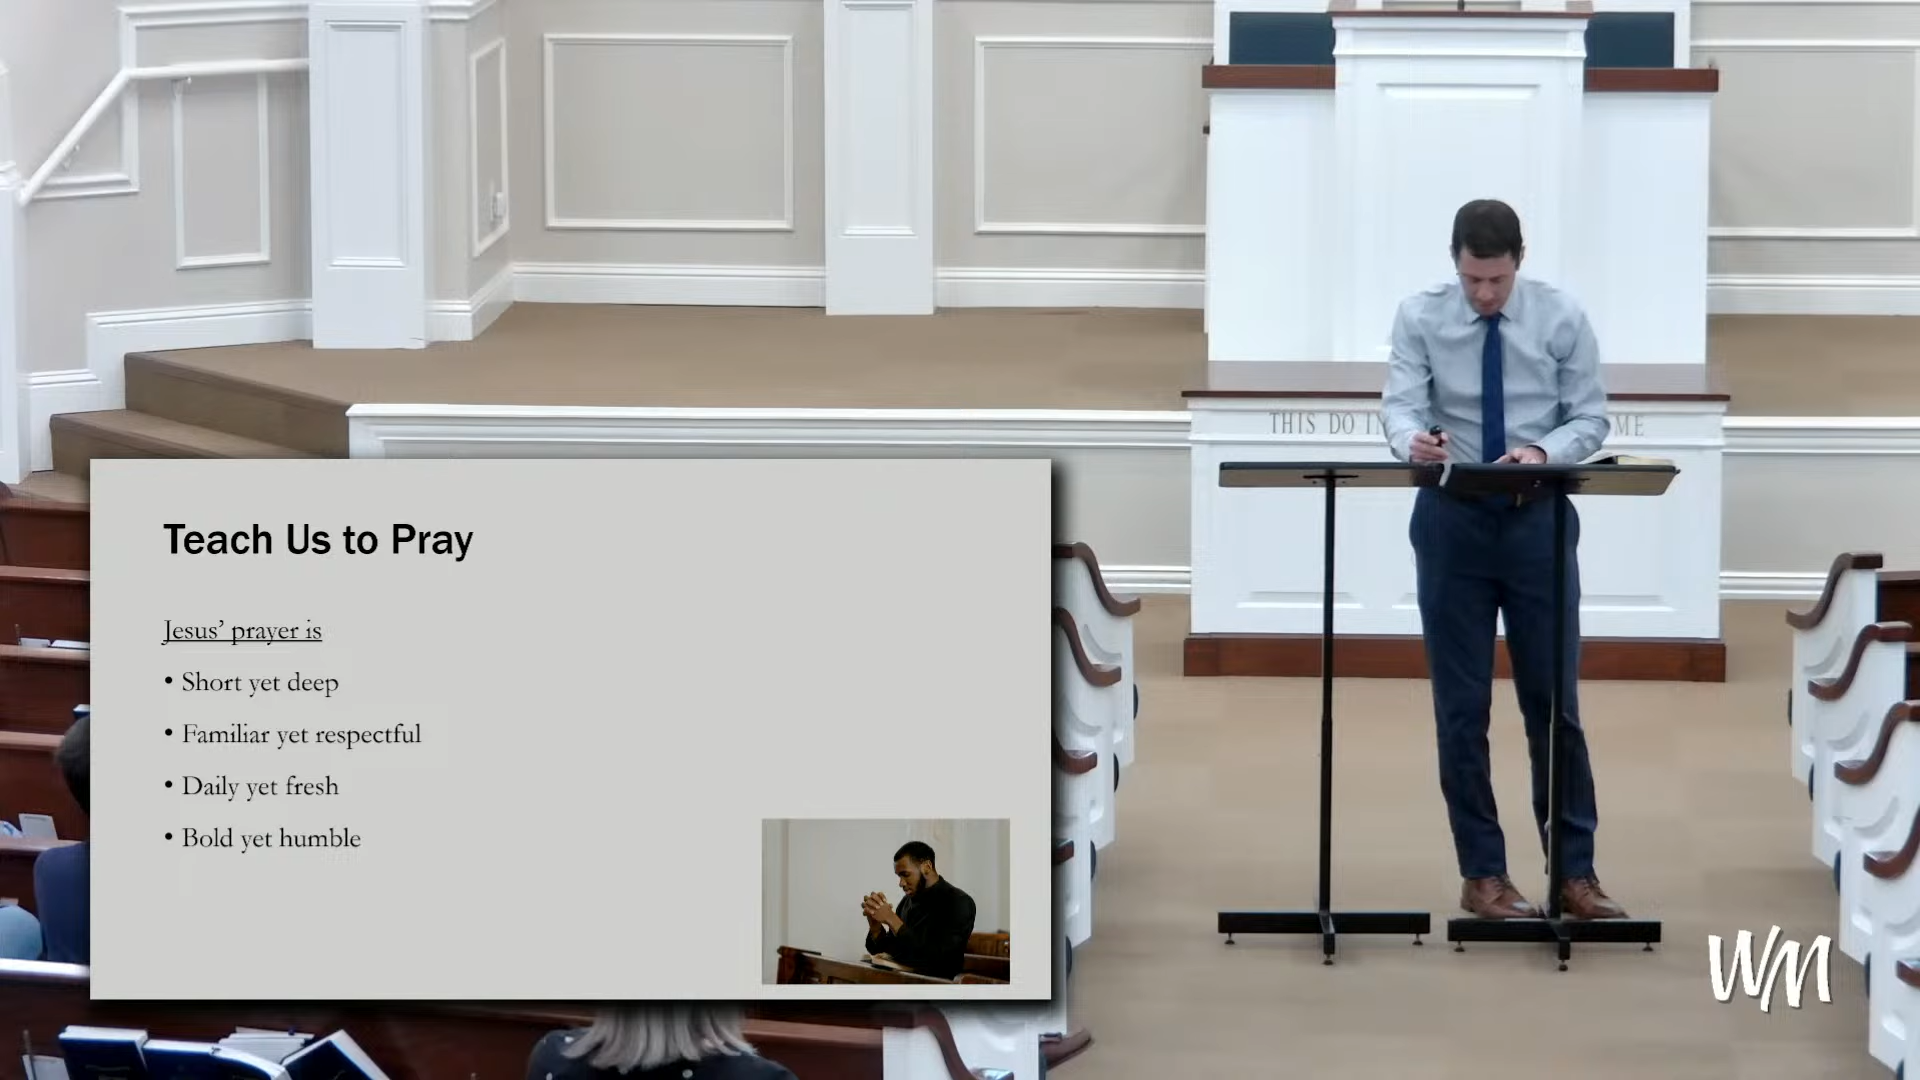 THIS DO IN
ME
Teach Us to Pray
Jesus’ prayer is
• Short yet deep
• Familiar yet respectful
• Daily yet fresh
• Bold yet humble
WM